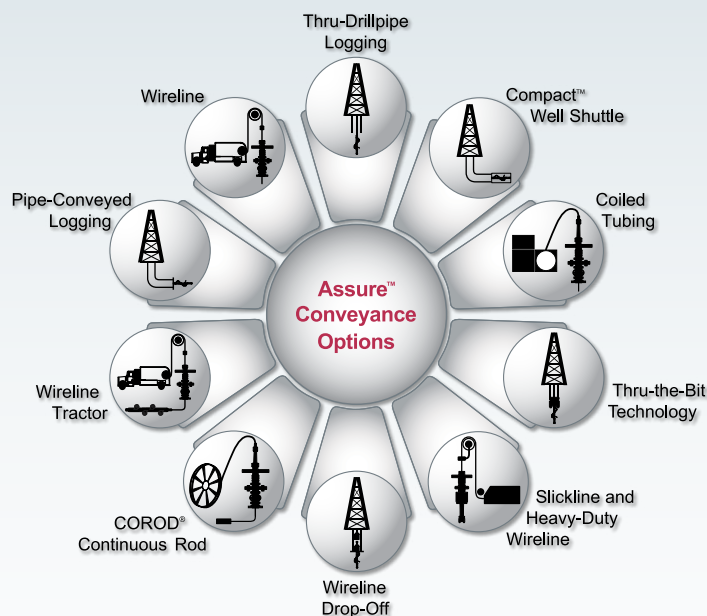 Thru-Drillpipe
Logging
Compact™
Well Shuttle
Coiled
Tubing
Thru-the-Bit
Technology
Slickline and
Heavy-Duty
Wireline
Wireline
Drop-Off
COROD®
Continuous Rod
Wireline
Tractor
Pipe-Conveyed
Logging
Wireline
Assure™
Conveyance
Options